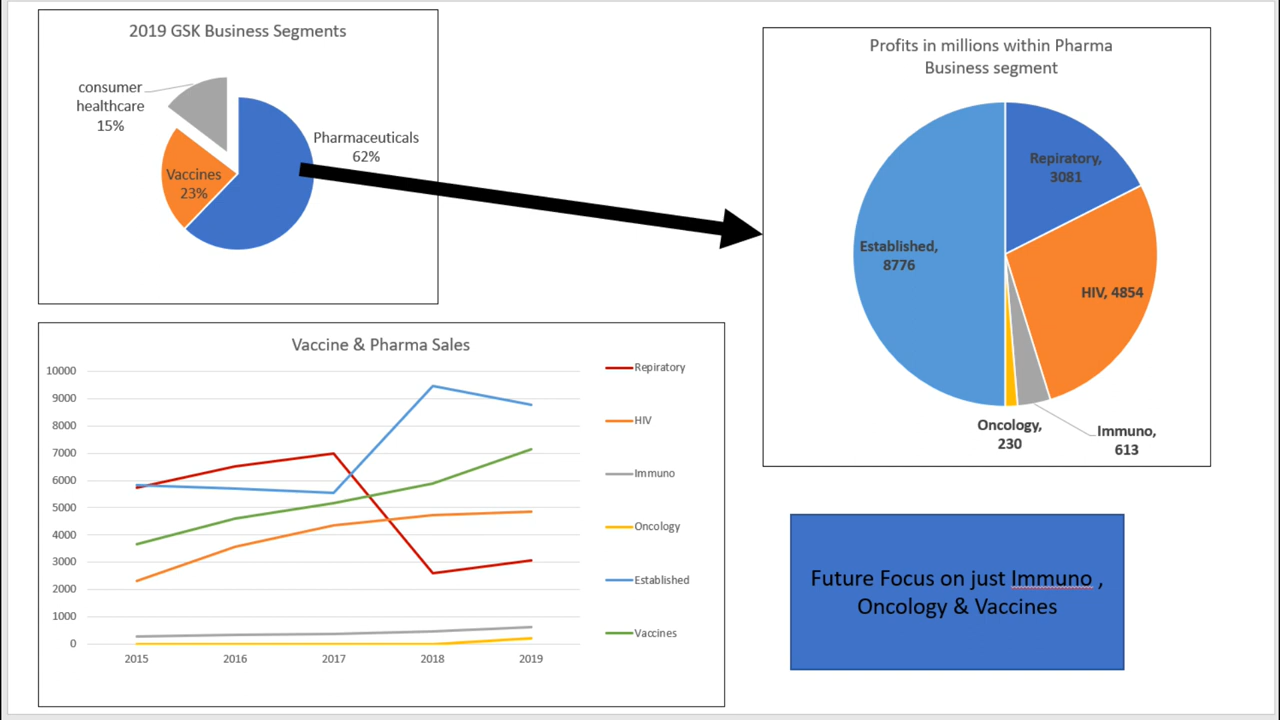 2019 GSK Business Segments
consumer
healthcare
15%
Pharmaceuticals
62%
Vaccines
23%
Profits in millions within Pharma
Business segment
Repiratory,
3081
HIV, 4854
Established,
8776
Oncology,
230
Immuno,
613
Vaccine & Pharma Sales
10000
9000
8000
7000
6000
5000
4000
3000
2000
1000
0
2015 2016 2017 2018 2019
Repiratory
HIV
Immuno
Oncology
Established
Vaccines
Future Focus on just Immuno ,
Oncology & Vaccines